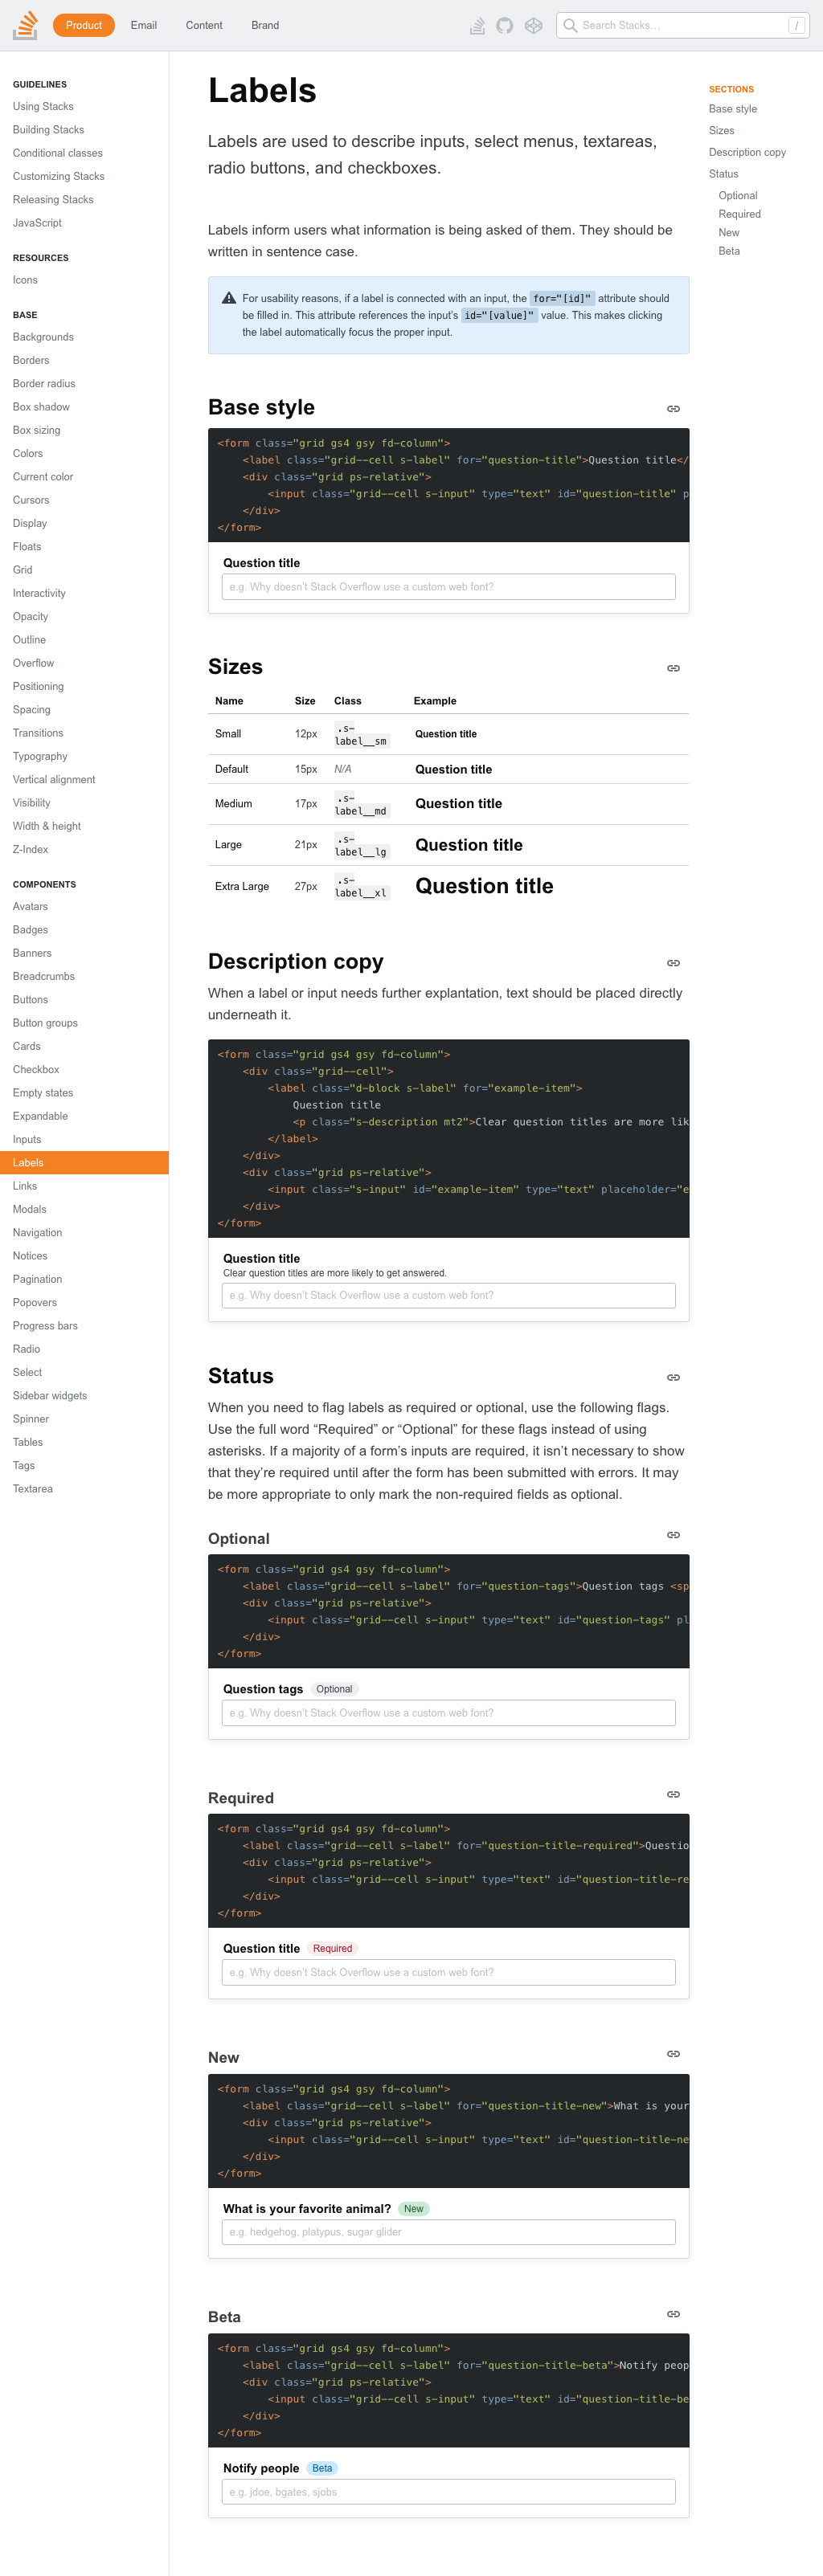 Product Email Content Brand
Search Stacks… /
GUIDELINES
Using Stacks
Building Stacks
Conditional classes
Customizing Stacks
Releasing Stacks
JavaScript
RESOURCES
Icons
BASE
Backgrounds
Borders
Border radius
Box shadow
Box sizing
Colors
Current color
Cursors
Display
Floats
Grid
Interactivity
Opacity
Outline
Overflow
Positioning
Spacing
Transitions
Typography
Vertical alignment
Visibility
Width & height
Z-Index
COMPONENTS
Avatars
Badges
Banners
Breadcrumbs
Buttons
Button groups
Cards
Checkbox
Empty states
Expandable
Inputs
Labels
Links
Modals
Navigation
Notices
Pagination
Popovers
Progress bars
Radio
Select
Sidebar widgets
Spinner
Tables
Tags
Textarea
Labels
Labels are used to describe inputs, select menus, textareas,
radio buttons, and checkboxes.
Labels inform users what information is being asked of them. They should be
written in sentence case.
For usability reasons, if a label is connected with an input, the for="[id]" attribute should
be filled in. This attribute references the input’s id="[value]" value. This makes clicking
the label automatically focus the proper input.
Base style
<form class="grid gs4 gsy fd-column">
<label class="grid--cell s-label" for="question-title">Question title</
<div class="grid ps-relative">
<input class="grid--cell s-input" type="text" id="question-title" p
</div>
</form>
Question title
e.g. Why doesn’t Stack Overflow use a custom web font?
Sizes
Name Size Class Example
Small 12px .s-
label__sm Question title
Default 15px N/A Question title
Medium 17px .s-
label__md Question title
Large 21px .s-
label__lg Question title
Extra Large 27px .s-
label__xl Question title
Description copy
When a label or input needs further explantation, text should be placed directly
underneath it.
<form class="grid gs4 gsy fd-column">
<div class="grid--cell">
<label class="d-block s-label" for="example-item">
Question title
<p class="s-description mt2">Clear question titles are more lik
</label>
</div>
<div class="grid ps-relative">
<input class="s-input" id="example-item" type="text" placeholder="e
</div>
</form>
Question title
Clear question titles are more likely to get answered.
e.g. Why doesn’t Stack Overflow use a custom web font?
Status
When you need to flag labels as required or optional, use the following flags.
Use the full word “Required” or “Optional” for these flags instead of using
asterisks. If a majority of a form’s inputs are required, it isn’t necessary to show
that they’re required until after the form has been submitted with errors. It may
be more appropriate to only mark the non-required fields as optional.
Optional
<form class="grid gs4 gsy fd-column">
<label class="grid--cell s-label" for="question-tags">Question tags <sp
<div class="grid ps-relative">
<input class="grid--cell s-input" type="text" id="question-tags" pl
</div>
</form>
Question tags Optional
e.g. Why doesn’t Stack Overflow use a custom web font?
Required
<form class="grid gs4 gsy fd-column">
<label class="grid--cell s-label" for="question-title-required">Questio
<div class="grid ps-relative">
<input class="grid--cell s-input" type="text" id="question-title-re
</div>
</form>
Question title Required
e.g. Why doesn’t Stack Overflow use a custom web font?
New
<form class="grid gs4 gsy fd-column">
<label class="grid--cell s-label" for="question-title-new">What is your
<div class="grid ps-relative">
<input class="grid--cell s-input" type="text" id="question-title-ne
</div>
</form>
What is your favorite animal? New
e.g. hedgehog, platypus, sugar glider
Beta
<form class="grid gs4 gsy fd-column">
<label class="grid--cell s-label" for="question-title-beta">Notify peop
<div class="grid ps-relative">
<input class="grid--cell s-input" type="text" id="question-title-be
</div>
</form>
Notify people Beta
e.g. jdoe, bgates, sjobs
SECTIONS
Base style
Sizes
Description copy
Status
Optional
Required
New
Beta